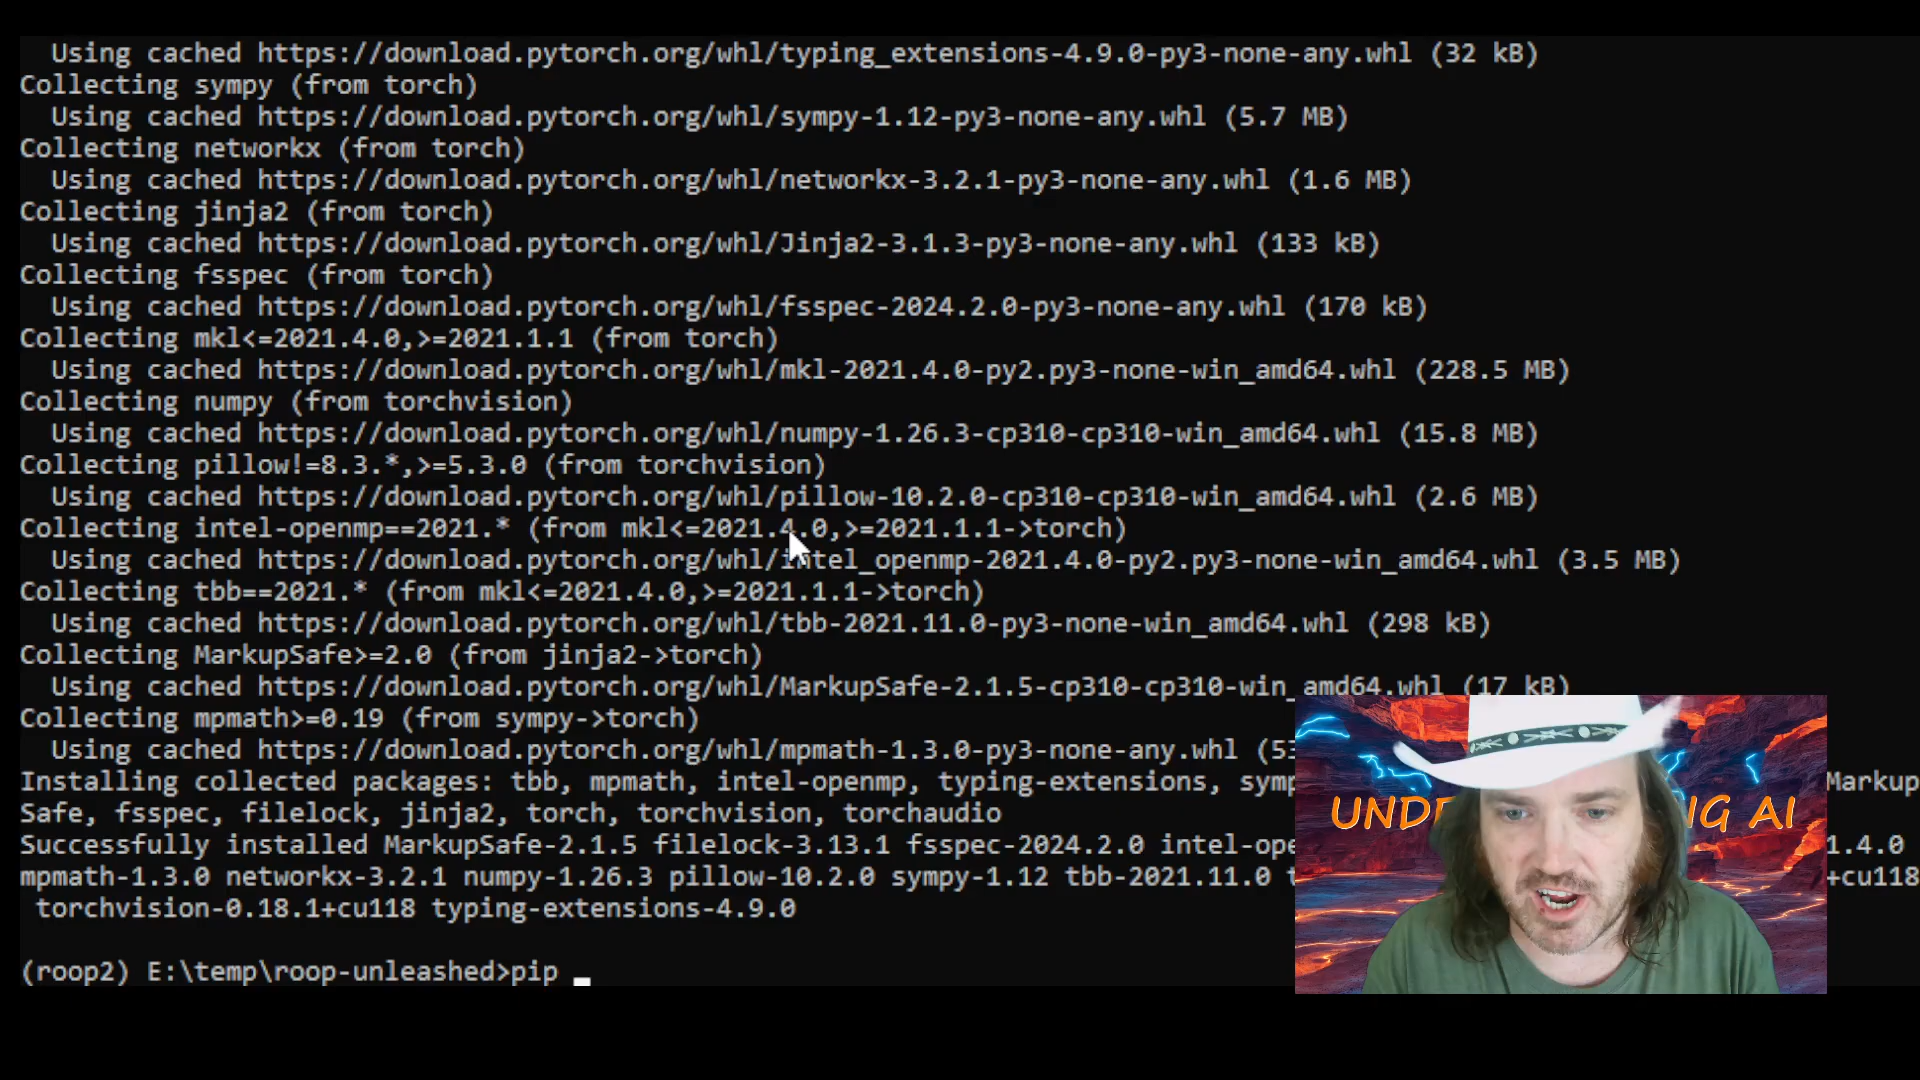 Using cached https://download.pytorch.org/whl/typing_extensions-4.9.0-py3-none-any.whl (32 kB)
Collecting sympy (from torch)
Using cached https://download.pytorch.org/whl/sympy-1.12-py3-none-any.whl (5.7 MB)
Collecting networkx (from torch)
Using cached https://download.pytorch.org/whl/networkx-3.2.1-py3-none-any.whl (1.6 MB)
Collecting jinja2 (from torch)
Using cached https://download.pytorch.org/whl/Jinja2-3.1.3-py3-none-any.whl (133 kB)
Collecting fsspec (from torch)
Using cached https://download.pytorch.org/whl/fsspec-2024.2.0-py3-none-any.whl (170 kB)
Collecting mkl<=2021.4.0,>=2021.1.1 (from torch)
Using cached https://download.pytorch.org/whl/mkl-2021.4.0-py2.py3-none-win_amd64.whl (228.5 MB)
Collecting numpy (from torchvision)
Using cached https://download.pytorch.org/whl/numpy-1.26.3-cp310-cp310-win_amd64.whl (15.8 MB)
Collecting pillow!=8.3.*,>=5.3.0 (from torchvision)
Using cached https://download.pytorch.org/whl/pillow-10.2.0-cp310-cp310-win_amd64.whl (2.6 MB)
Collecting intel-openmp==2021.* (from mkl<=2021.4.0,>=2021.1.1->torch)
Using cached https://download.pytorch.org/whl/intel_openmp-2021.4.0-py2.py3-none-win_amd64.whl (3.5 MB)
Collecting tbb==2021.* (from mkl<=2021.4.0,>=2021.1.1->torch)
Using cached https://download.pytorch.org/whl/tbb-2021.11.0-py3-none-win_amd64.whl (298 kB)
Collecting MarkupSafe>=2.0 (from jinja2->torch)
Using cached https://download.pytorch.org/whl/MarkupSafe-2.1.5-cp310-cp310-win_amd64.whl (17 kB)
Collecting mpmath>=0.19 (from sympy->torch)
Using cached https://download.pytorch.org/whl/mpmath-1.3.0-py3-none-any.whl (53
Installing collected packages: tbb, mpmath, intel-openmp, typing-extensions, symp Markup
Safe, fsspec, filelock, jinja2, torch, torchvision, torchaudio
Successfully installed MarkupSafe-2.1.5 filelock-3.13.1 fsspec-2024.2.0 intel-ope 1.4.0
mpmath-1.3.0 networkx-3.2.1 numpy-1.26.3 pillow-10.2.0 sympy-1.12 tbb-2021.11.0 t +cu118
torchvision-0.18.1+cu118 typing-extensions-4.9.0
(roop2) E:\temp\roop-unleashed>pip
AI